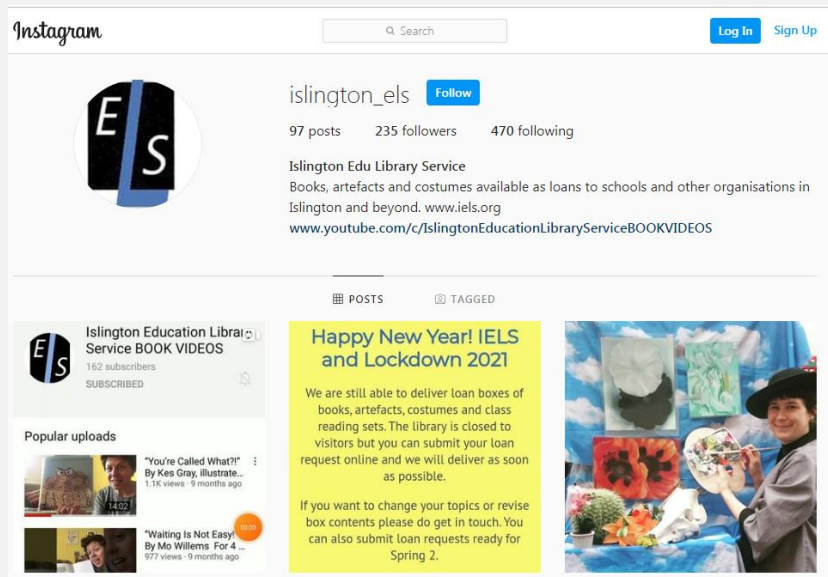 Instagram
Search
Log In
Sign Up
ELS
islington_els
Follow
97 posts 235 followers 470 following
Islington Edu Library Service
Books, artefacts and costumes available as loans to schools and other organisations in
Islington and beyond. www.iels.org
www.youtube.com/c/IslingtonEducationLibraryServiceBOOKVIDEOS
POSTS
TAGGED
ELS
Islington Education Librar
Service BOOK VIDEOS
162 subscribers
SUBSCRIBED
Popular uploads
"You're Called What?!"
By Kes Gray, illustrate...
1.1K views · 9 months ago
14:02
"Waiting Is Not Easy!
By Mo Willems For 4 ...
977 views · 9 months ago
Happy New Year! IELS
and Lockdown 2021
We are still able to deliver loan boxes of
books, artefacts, costumes and class
reading sets. The library is closed to
visitors but you can submit your loan
request online and we will deliver as soon
as possible.
If you want to change your topics or revise
box contents please do get in touch. You
can also submit loan requests ready for
Spring 2.